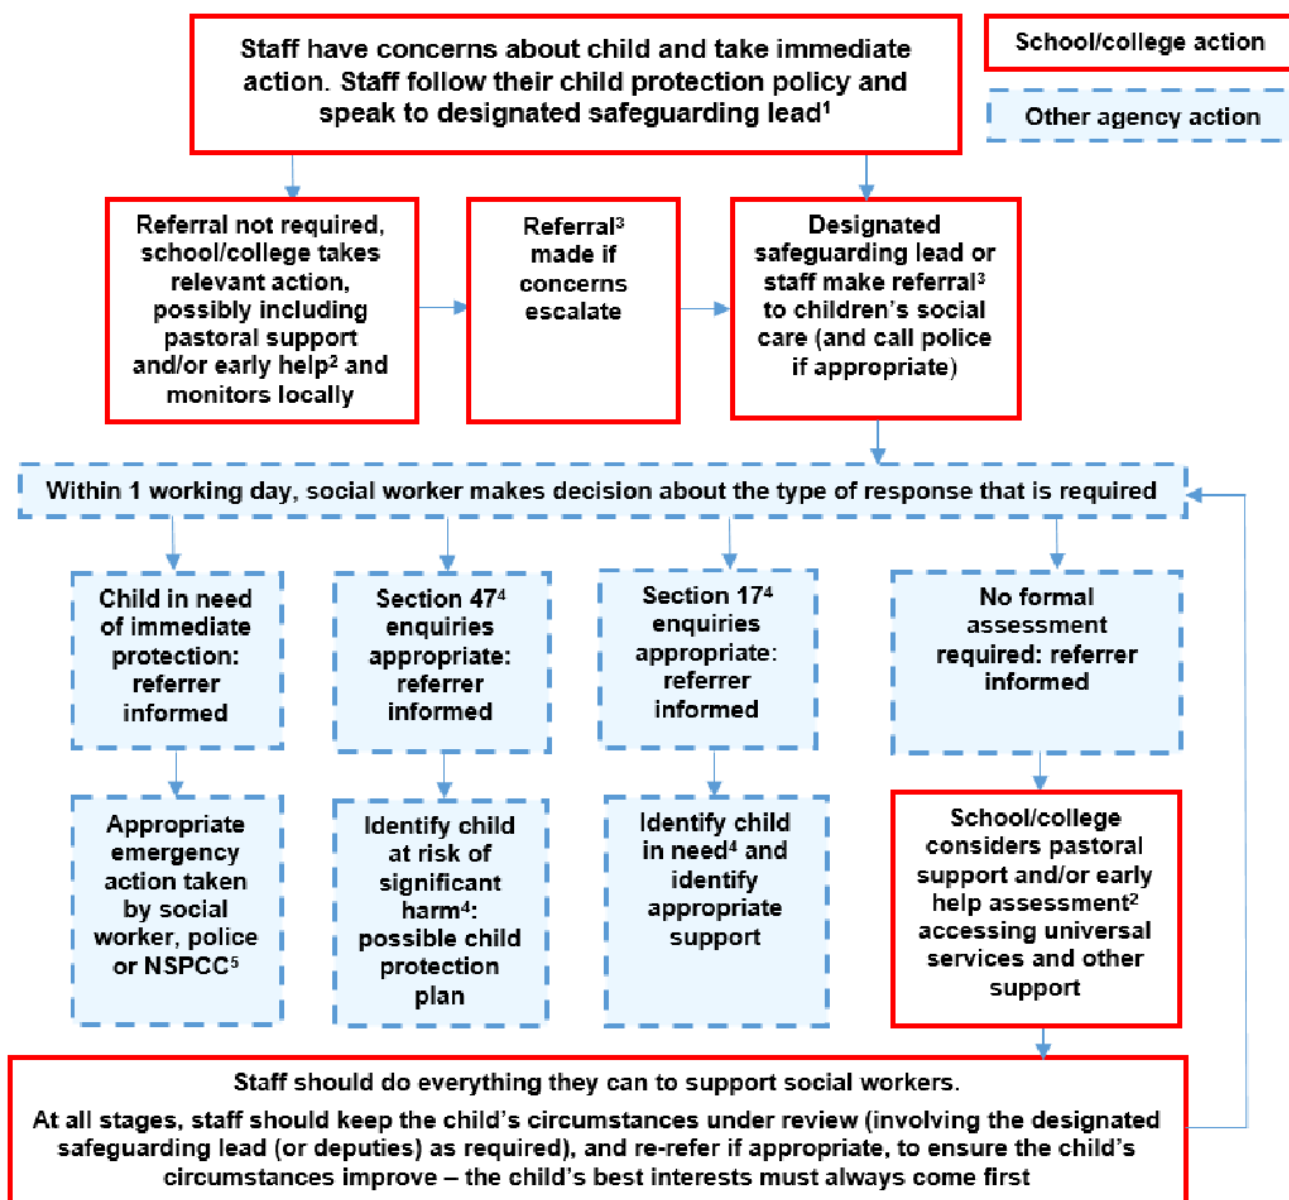 Staff have concerns about child and take immediate
action. Staff follow their child protection policy and
speak to designated safeguarding lead¹
School/college action
Other agency action
Referral not required,
school/college takes
relevant action,
possibly including
pastoral support
and/or early help² and
monitors locally
Referral³
made if
concerns
escalate
Designated
safeguarding lead or
staff make referral³
to children's social
care (and call police
if appropriate)
Within 1 working day, social worker makes decision about the type of response that is required
Child in need
of immediate
protection:
referrer
informed
Section 47⁴
enquiries
appropriate:
referrer
informed
Section 17⁴
enquiries
appropriate:
referrer
informed
No formal
assessment
required: referrer
informed
Appropriate
emergency
action taken
by social
worker, police
or NSPCC⁵
Identify child
at risk of
significant
harm⁴:
possible child
protection
plan
Identify child
in need⁴ and
identify
appropriate
support
School/college
considers pastoral
support and/or early
help assessment²
accessing universal
services and other
support
Staff should do everything they can to support social workers.
At all stages, staff should keep the child's circumstances under review (involving the designated
safeguarding lead (or deputies) as required), and re-refer if appropriate, to ensure the child's
circumstances improve – the child's best interests must always come first